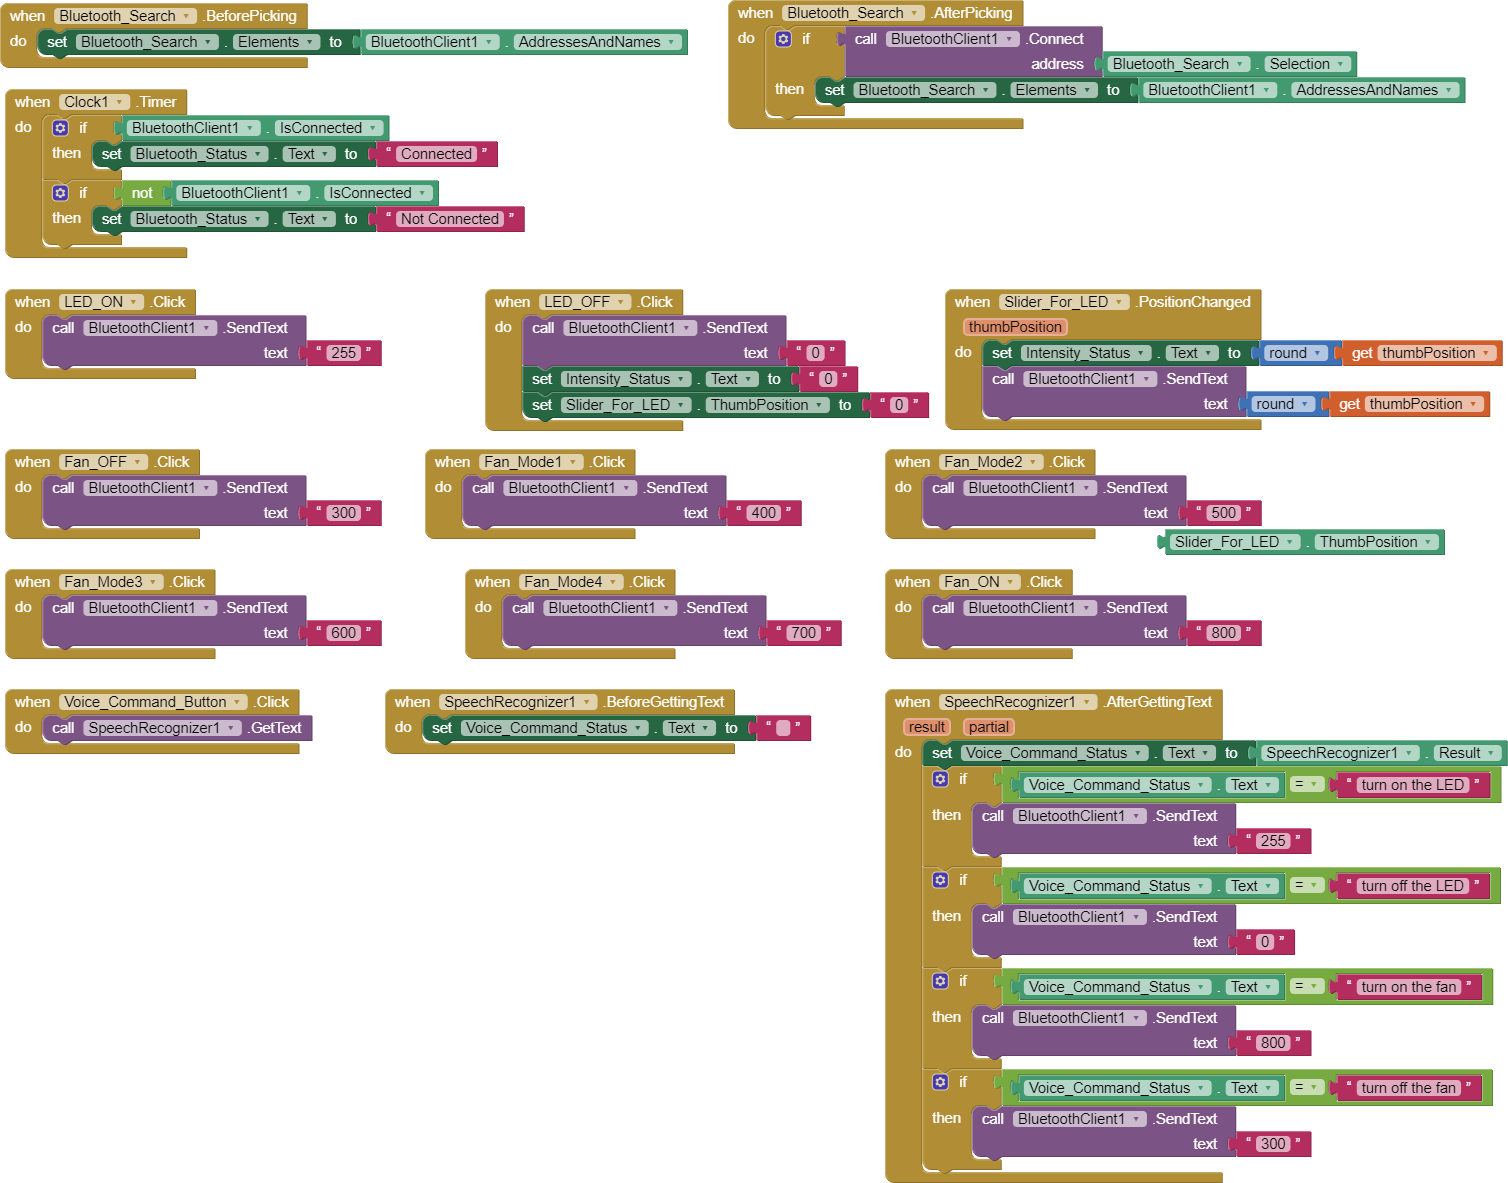 when Bluetooth_Search .BeforePicking
do set Bluetooth_Search . Elements to BluetoothClient1 . AddressesAndNames
when Bluetooth_Search .AfterPicking
do if call BluetoothClient1 .Connect
address Bluetooth_Search . Selection
then set Bluetooth_Search . Elements to BluetoothClient1 . AddressesAndNames
when Clock1 .Timer
do if BluetoothClient1 . IsConnected
then set Bluetooth_Status . Text to “ Connected ”
if not BluetoothClient1 . IsConnected
then set Bluetooth_Status . Text to “ Not Connected ”
when LED_ON .Click
do call BluetoothClient1 .SendText
text “ 255 ”
when LED_OFF .Click
do call BluetoothClient1 .SendText
text “ 0 ”
set Intensity_Status . Text to “ 0 ”
set Slider_For_LED . ThumbPosition to “ 0 ”
when Slider_For_LED .PositionChanged
thumbPosition
do set Intensity_Status . Text to round get thumbPosition
call BluetoothClient1 .SendText
text round get thumbPosition
when Fan_OFF .Click
do call BluetoothClient1 .SendText
text “ 300 ”
when Fan_Mode1 .Click
do call BluetoothClient1 .SendText
text “ 400 ”
when Fan_Mode2 .Click
do call BluetoothClient1 .SendText
text “ 500 ”
Slider_For_LED . ThumbPosition
when Fan_Mode3 .Click
do call BluetoothClient1 .SendText
text “ 600 ”
when Fan_Mode4 .Click
do call BluetoothClient1 .SendText
text “ 700 ”
when Fan_ON .Click
do call BluetoothClient1 .SendText
text “ 800 ”
when Voice_Command_Button .Click
do call SpeechRecognizer1 .GetText
when SpeechRecognizer1 .BeforeGettingText
do set Voice_Command_Status . Text to “ ”
when SpeechRecognizer1 .AfterGettingText
result partial
do set Voice_Command_Status . Text to SpeechRecognizer1 . Result
if Voice_Command_Status . Text = “ turn on the LED ”
then call BluetoothClient1 .SendText
text “ 255 ”
if Voice_Command_Status . Text = “ turn off the LED ”
then call BluetoothClient1 .SendText
text “ 0 ”
if Voice_Command_Status . Text = “ turn on the fan ”
then call BluetoothClient1 .SendText
text “ 800 ”
if Voice_Command_Status . Text = “ turn off the fan ”
then call BluetoothClient1 .SendText
text “ 300 ”